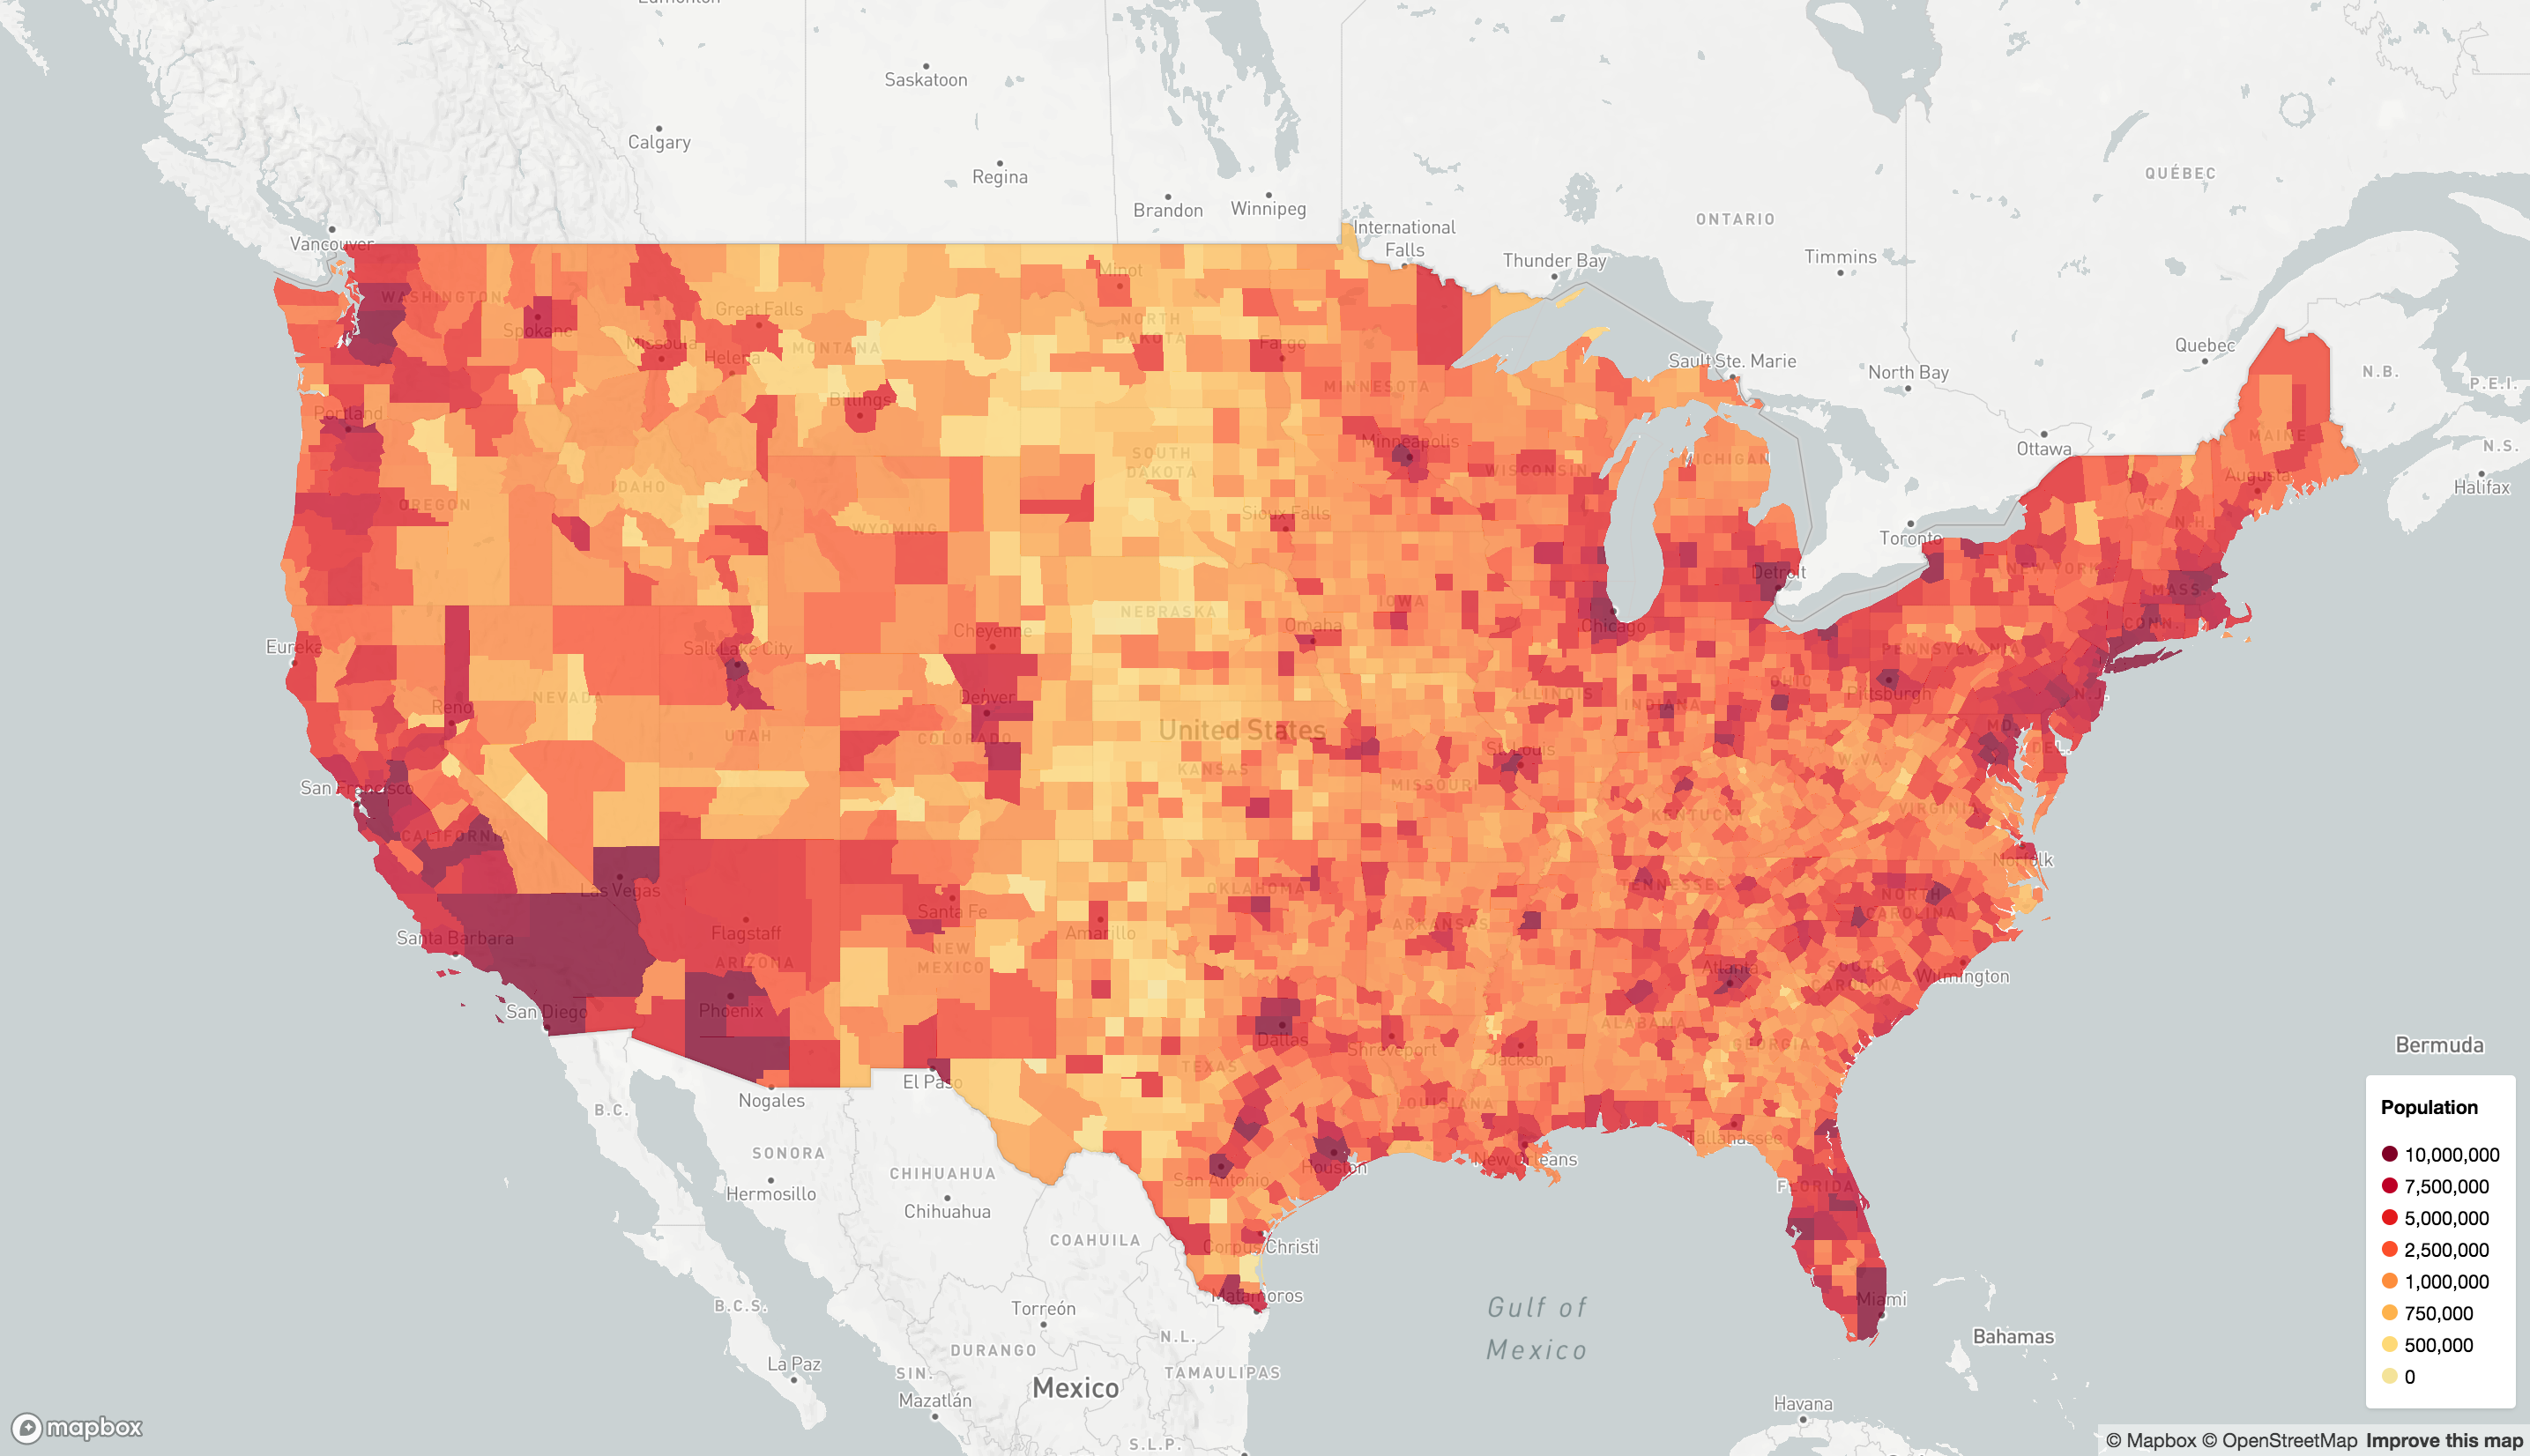 Edmonton
Saskatoon
Calgary
Regina
Brandon
Winnipeg
QUÉBEC
ONTARIO
International
Falls
Vancouver
Thunder Bay
Timmins
Minot
WASHINGTON
Great Falls
NORTH
DAKOTA
Spokane
Missoula
Helena
MONTANA
Fargo
Sault Ste. Marie
North Bay
Quebec
N.B.
P.E.I.
MINNESOTA
Billings
Portland
Minneapolis
MAINE
Ottawa
N.S.
SOUTH
DAKOTA
WISCONSIN
MICHIGAN
Augusta
Halifax
IDAHO
OREGON
WYOMING
Sioux Falls
VT.
N.H.
Toronto
NEW YORK
Detroit
MASS.
IOWA
NEBRASKA
Omaha
Chicago
CONN.
Cheyenne
Eureka
Salt Lake City
PENNSYLVANIA
OHIO
NEVADA
Denver
ILLINOIS
Pittsburgh
N.J.
Reno
INDIANA
United States
UTAH
COLORADO
MD.
DEL.
St. Louis
KANSAS
W.VA.
San Francisco
MISSOURI
KENTUCKY
VIRGINIA
CALIFORNIA
Norfolk
Las Vegas
OKLAHOMA
TENNESSEE
NORTH
CAROLINA
Santa Fe
Santa Barbara
Flagstaff
Amarillo
ARKANSAS
NEW
MEXICO
ARIZONA
Atlanta
SOUTH
CAROLINA
Wilmington
San Diego
Phoenix
ALABAMA
Dallas
Shreveport
Jackson
GEORGIA
Bermuda
TEXAS
El Paso
Nogales
B.C.
LOUISIANA
Tallahassee
SONORA
New Orleans
Houston
San Antonio
CHIHUAHUA
Hermosillo
FLORIDA
Chihuahua
COAHUILA
Corpus Christi
Matamoros
Miami
B.C.S.
Torreón
Gulf of
Mexico
Bahamas
N.L.
DURANGO
La Paz
SIN.
TAMAULIPAS
Mexico
Mazatlán
Havana
S.L.P.
Population
10,000,000
7,500,000
5,000,000
2,500,000
1,000,000
750,000
500,000
0
mapbox
© Mapbox © OpenStreetMap Improve this map